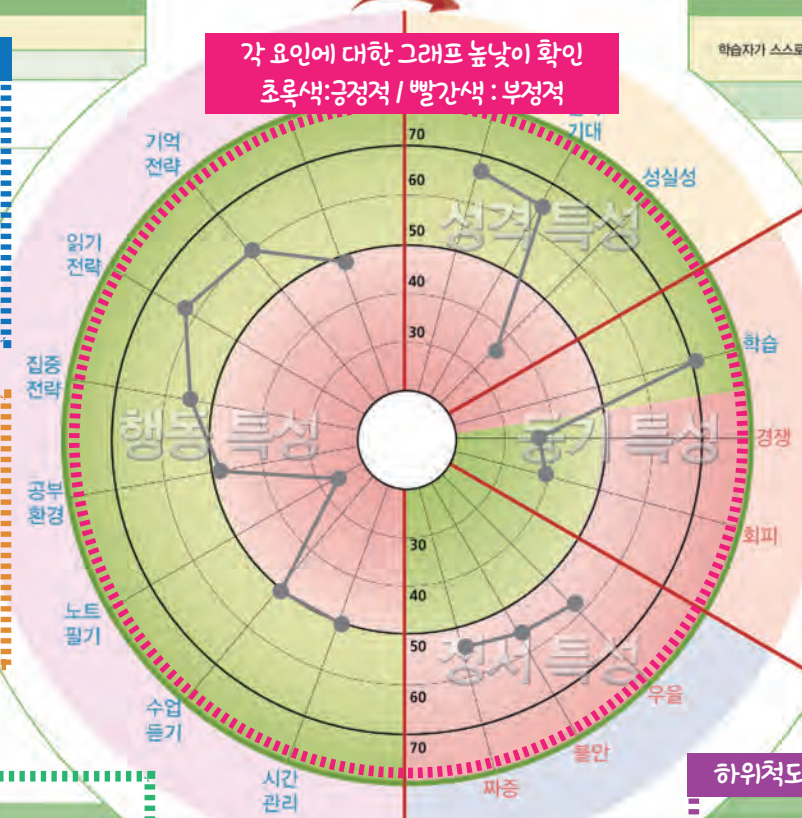 각 요인에 대한 그래프 높낮이 확인
초록색:긍정적 / 빨간색 : 부정적
학습자가 스스로
기대
성실성
기억
전략
읽기
전략
집중
전략
공부
환경
노트
필기
수업
듣기
시간
관리
70
60
50
40
30
성격 특성
학습
경쟁
회피
행동 특성
동기 특성
30
40
50
60
70
정서 특성
우울
불안
짜증
하위척도